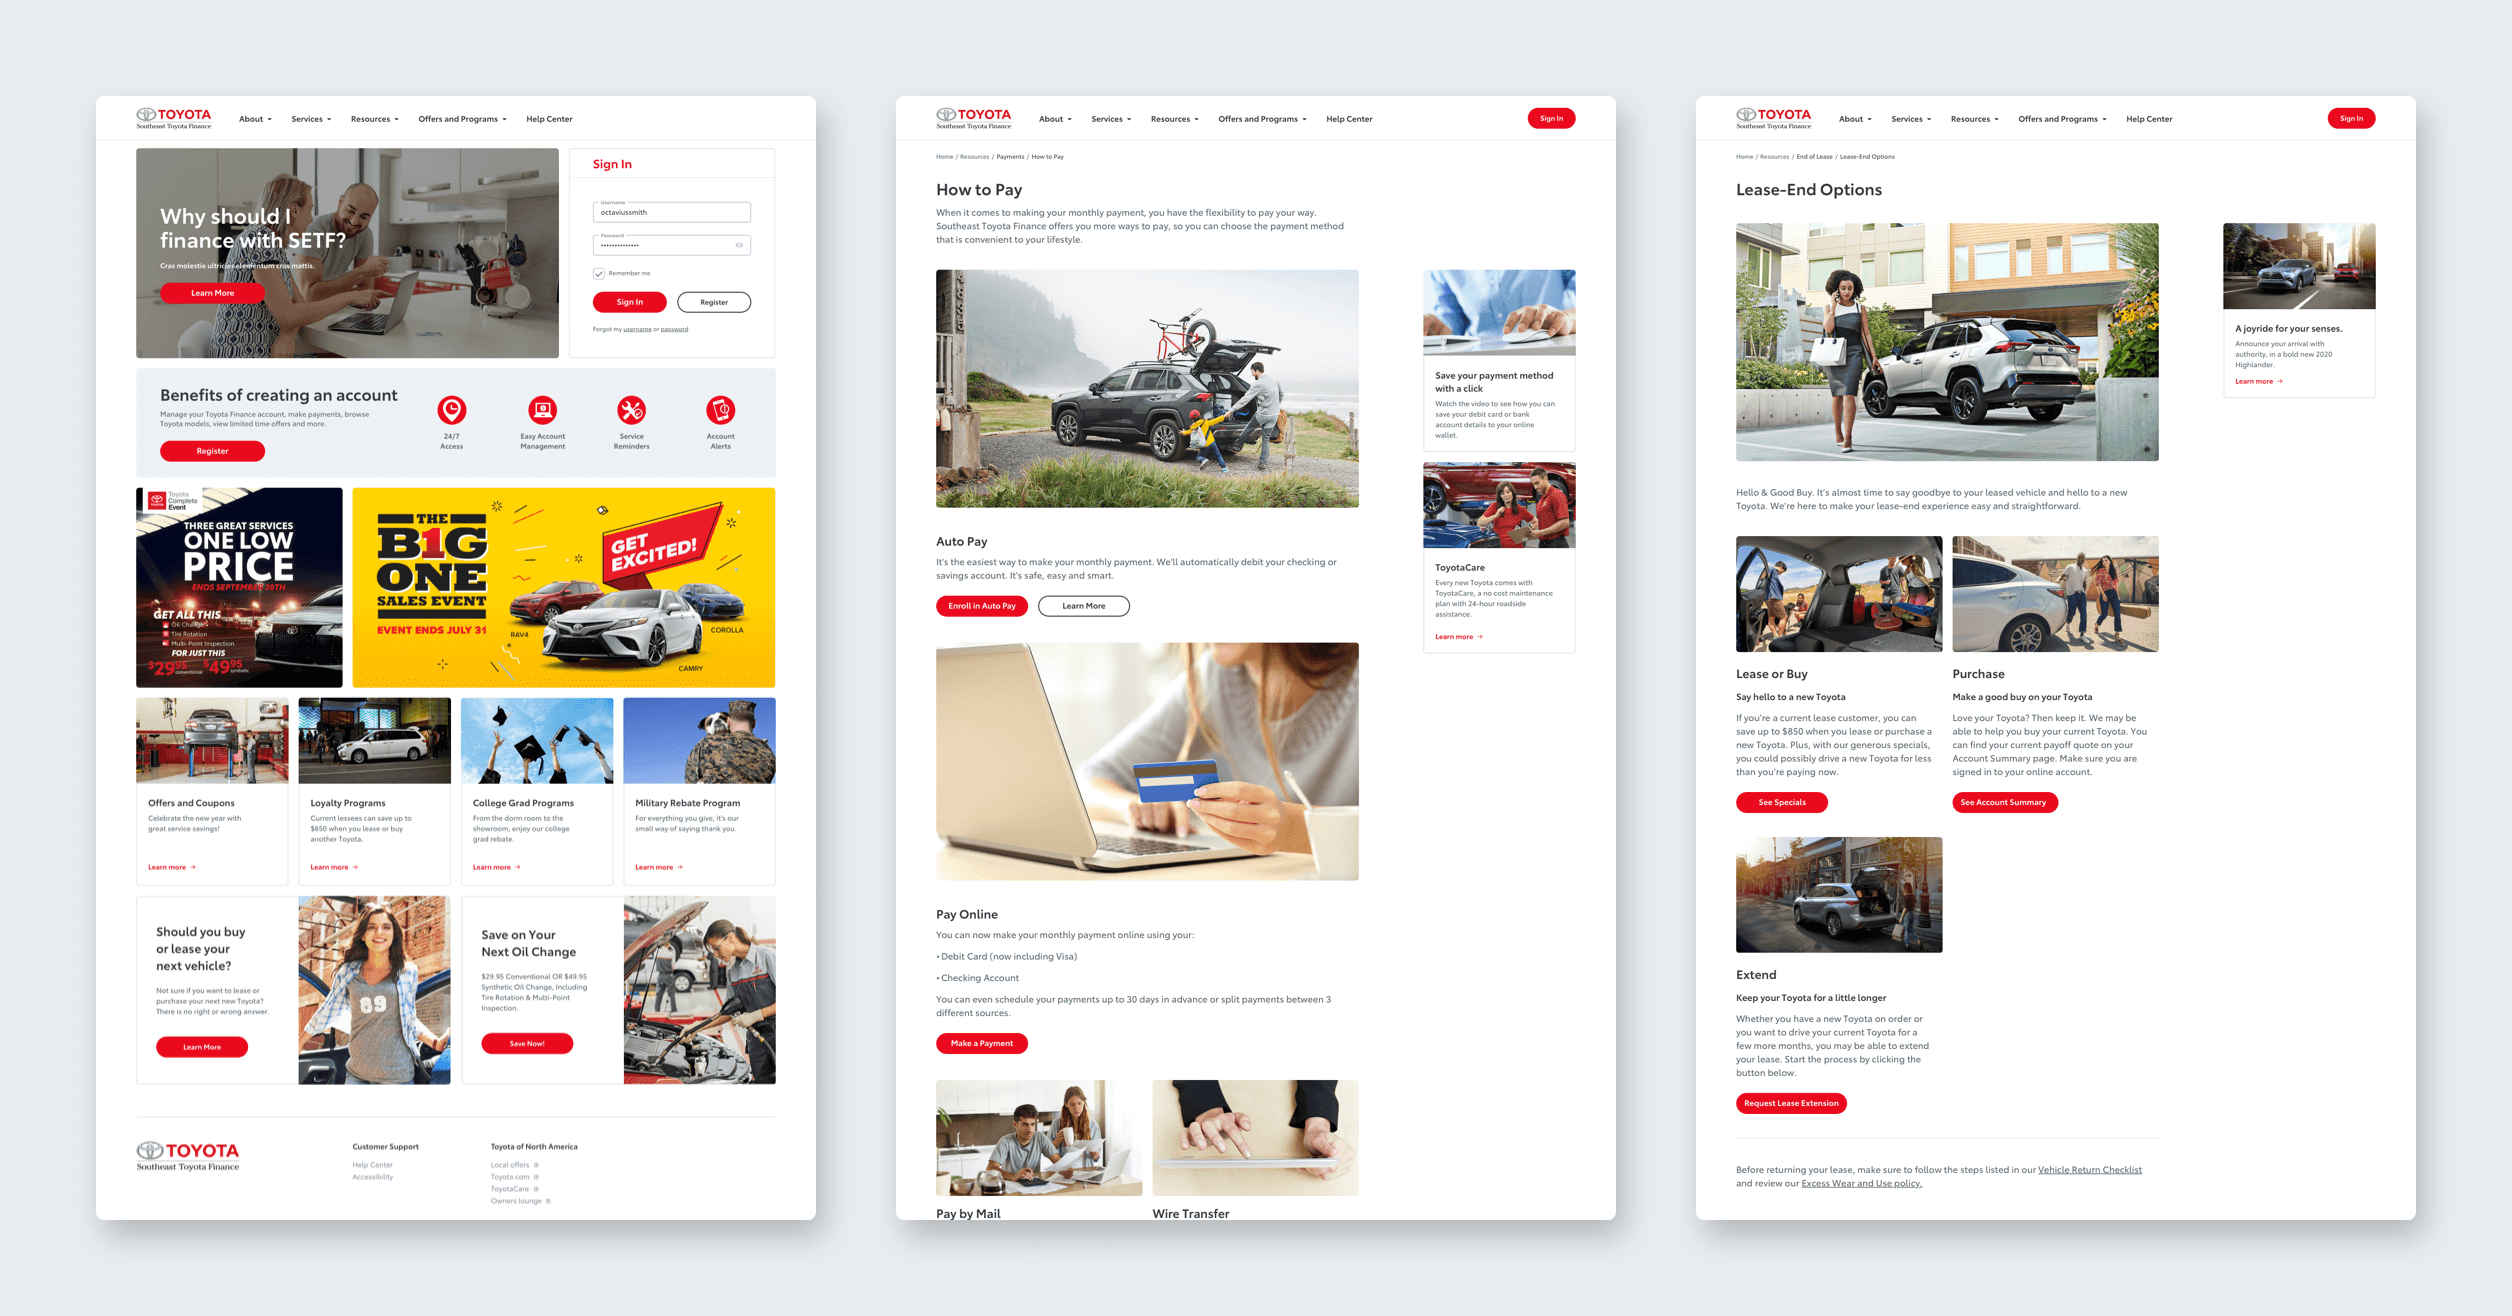 TOYOTA
Southeast Toyota Finance
About
Services
Resources
Offers and Programs
Help Center
Why should I
finance with SETF?
Cras molestie ultricies elementum cras mattis.
Learn More
Sign In
Username
octaviussmith
Password
Remember me
Sign In
Register
Forgot my username or password
Benefits of creating an account
Manage your Toyota Finance account, make payments, browse
Toyota models, view limited time offers and more.
Register
24/7
Access
Easy Account
Management
Service
Reminders
Account
Alerts
Toyota
Complete
Event
THREE GREAT SERVICES
ONE LOW
PRICE
ENDS SEPTEMBER 30TH
GET ALL THIS
Oil Change
Tire Rotation
Multi-Point Inspection
FOR JUST THIS
$29.95 conventional
$49.95 synthetic
THE
B1G
ONE
SALES EVENT
EVENT ENDS JULY 31
GET
EXCITED!
RAV4
CAMRY
COROLLA
Offers and Coupons
Celebrate the new year with
great service savings!
Learn more →
Loyalty Programs
Current lessees can save up to
$850 when you lease or buy
another Toyota.
Learn more →
College Grad Programs
From the dorm room to the
showroom, enjoy our college
grad rebate.
Learn more →
Military Rebate Program
For everything you give, it's our
small way of saying thank you.
Learn more →
Should you buy
or lease your
next vehicle?
Not sure if you want to lease or
purchase your next new Toyota?
There is no right or wrong answer.
Learn More
89
Save on Your
Next Oil Change
$29.95 Conventional OR $49.95
Synthetic Oil Change, Including
Tire Rotation & Multi-Point
Inspection.
Save Now!
TOYOTA
Southeast Toyota Finance
Customer Support
Help Center
Accessibility
Toyota of North America
Local offers
Toyota.com
ToyotaCare
Owners lounge
TOYOTA
Southeast Toyota Finance
About
Services
Resources
Offers and Programs
Help Center
Sign In
Home / Resources / Payments / How to Pay
How to Pay
When it comes to making your monthly payment, you have the flexibility to pay your way.
Southeast Toyota Finance offers you more ways to pay, so you can choose the payment method
that is convenient to your lifestyle.
Auto Pay
It's the easiest way to make your monthly payment. We'll automatically debit your checking or
savings account. It's safe, easy and smart.
Enroll in Auto Pay
Learn More
Pay Online
You can now make your monthly payment online using your:
• Debit Card (now including Visa)
• Checking Account
You can even schedule your payments up to 30 days in advance or split payments between 3
different sources.
Make a Payment
Pay by Mail
Wire Transfer
Save your payment method
with a click
Watch the video to see how you can
save your debit card or bank
account details to your online
wallet.
ToyotaCare
Every new Toyota comes with
ToyotaCare, a no cost maintenance
plan with 24-hour roadside
assistance.
Learn more →
TOYOTA
Southeast Toyota Finance
About
Services
Resources
Offers and Programs
Help Center
Sign In
Home / Resources / End of Lease / Lease-End Options
Lease-End Options
Hello & Good Buy. It's almost time to say goodbye to your leased vehicle and hello to a new
Toyota. We're here to make your lease-end experience easy and straightforward.
Lease or Buy
Say hello to a new Toyota
If you're a current lease customer, you can
save up to $850 when you lease or purchase a
new Toyota. Plus, with our generous specials,
you could possibly drive a new Toyota for less
than you're paying now.
See Specials
Purchase
Make a good buy on your Toyota
Love your Toyota? Then keep it. We may be
able to help you buy your current Toyota. You
can find your current payoff quote on your
Account Summary page. Make sure you are
signed in to your online account.
See Account Summary
Extend
Keep your Toyota for a little longer
Whether you have a new Toyota on order or
you want to drive your current Toyota for a
few more months, you may be able to extend
your lease. Start the process by clicking the
button below.
Request Lease Extension
Before returning your lease, make sure to follow the steps listed in our Vehicle Return Checklist
and review our Excess Wear and Use policy.
A joyride for your senses.
Announce your arrival with
authority, in a bold new 2020
Highlander.
Learn more →